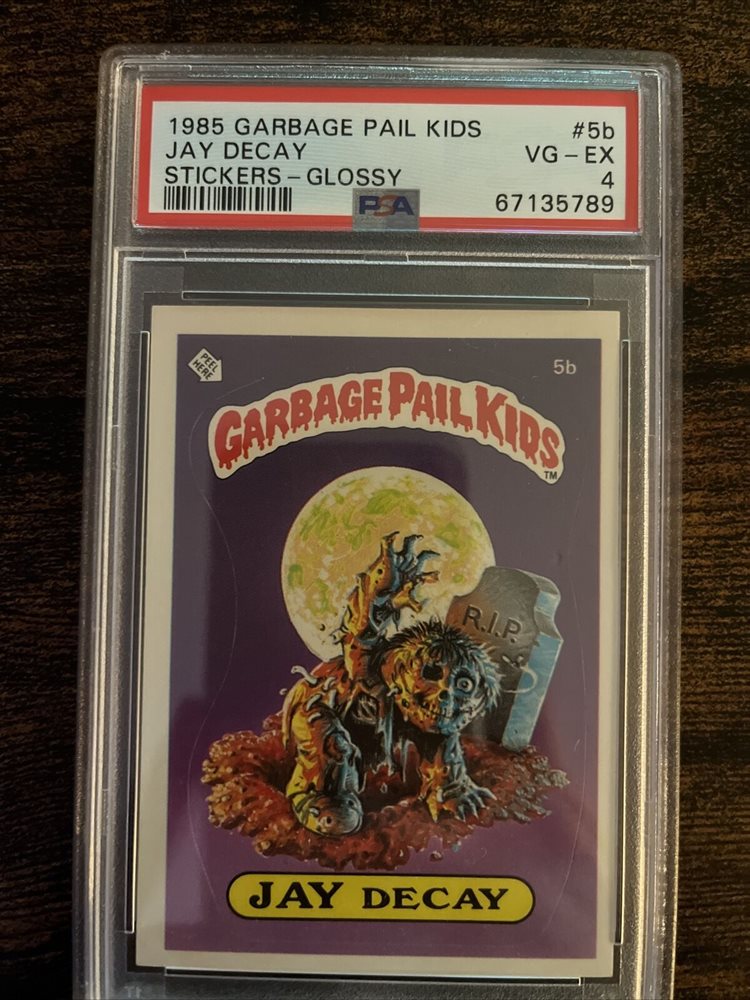 1985 GARBAGE PAIL KIDS #5b
JAY DECAY VG-EX
STICKERS-GLOSSY 4
PSA 67135789
PEEL HERE
5b
GARBAGE PAIL KIDS
TM
R.I.P.
JAY DECAY